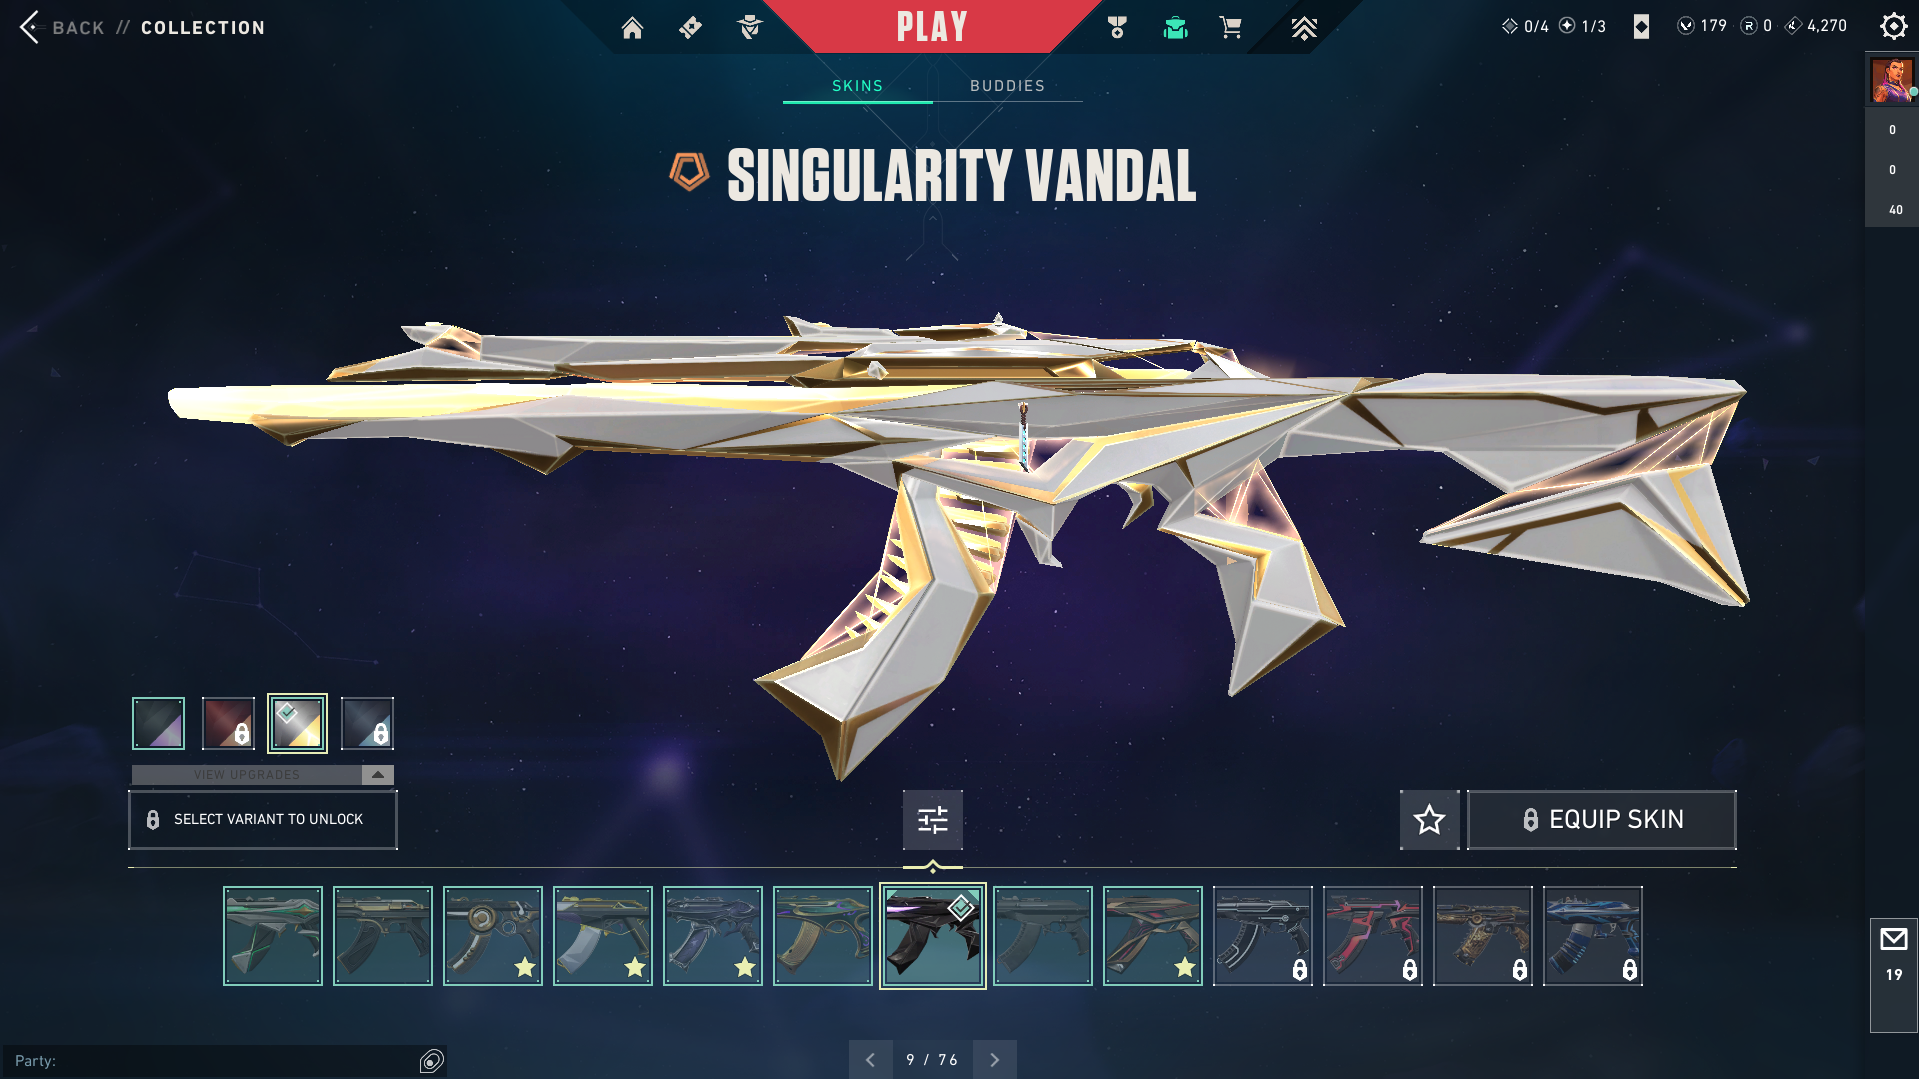 BACK // COLLECTION
PLAY
0/4 1/3 179 R 0 4,270
SKINS BUDDIES
SINGULARITY VANDAL
0
0
40
VIEW UPGRADES
SELECT VARIANT TO UNLOCK
EQUIP SKIN
19
Party:
9 / 76